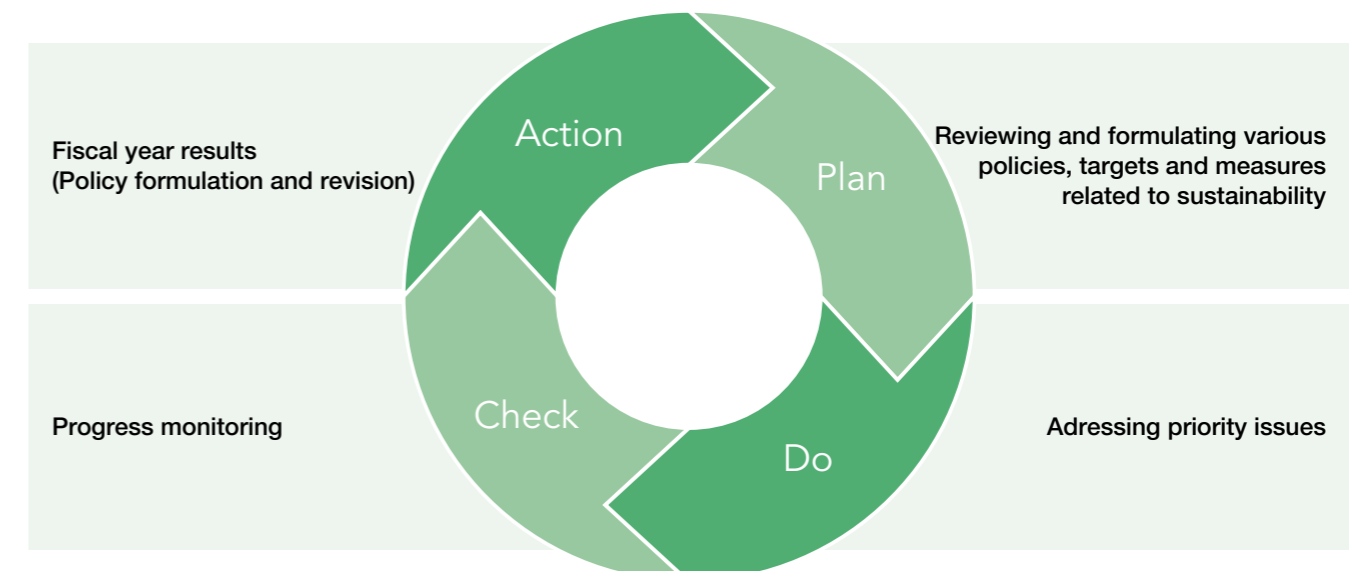 Action
Fiscal year results
(Policy formulation and revision)
Plan
Reviewing and formulating various
policies, targets and measures
related to sustainability
Check
Progress monitoring
Do
Adressing priority issues